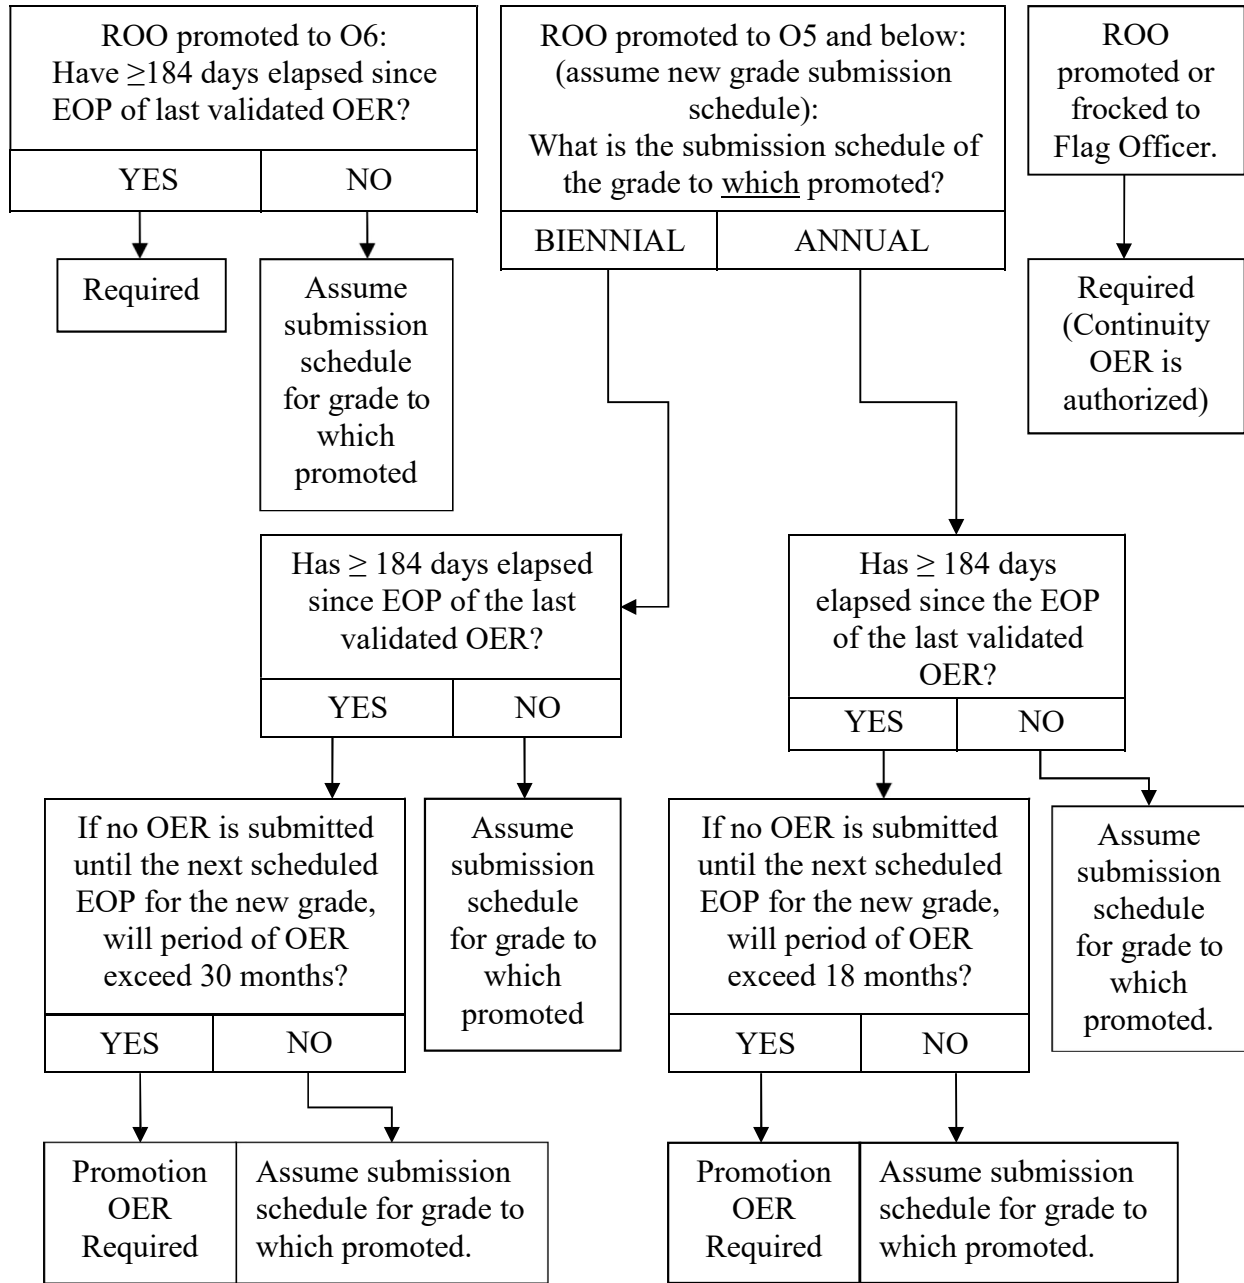 ROO promoted to O6:
Have ≥184 days elapsed since
EOP of last validated OER?
YES
NO
Required
Assume
submission
schedule
for grade to
which
promoted
ROO promoted to O5 and below:
(assume new grade submission
schedule):
What is the submission schedule of
the grade to which promoted?
BIENNIAL
ANNUAL
ROO
promoted or
frocked to
Flag Officer.
Required
(Continuity
OER is
authorized)
Has ≥ 184 days elapsed
since EOP of the last
validated OER?
YES
NO
Has ≥ 184 days
elapsed since the EOP
of the last validated
OER?
YES
NO
If no OER is submitted
until the next scheduled
EOP for the new grade,
will period of OER
exceed 30 months?
YES
NO
Assume
submission
schedule
for grade to
which
promoted
If no OER is submitted
until the next scheduled
EOP for the new grade,
will period of OER
exceed 18 months?
YES
NO
Assume
submission
schedule
for grade to
which
promoted.
Promotion
OER
Required
Assume submission
schedule for grade to
which promoted.
Promotion
OER
Required
Assume submission
schedule for grade to
which promoted.